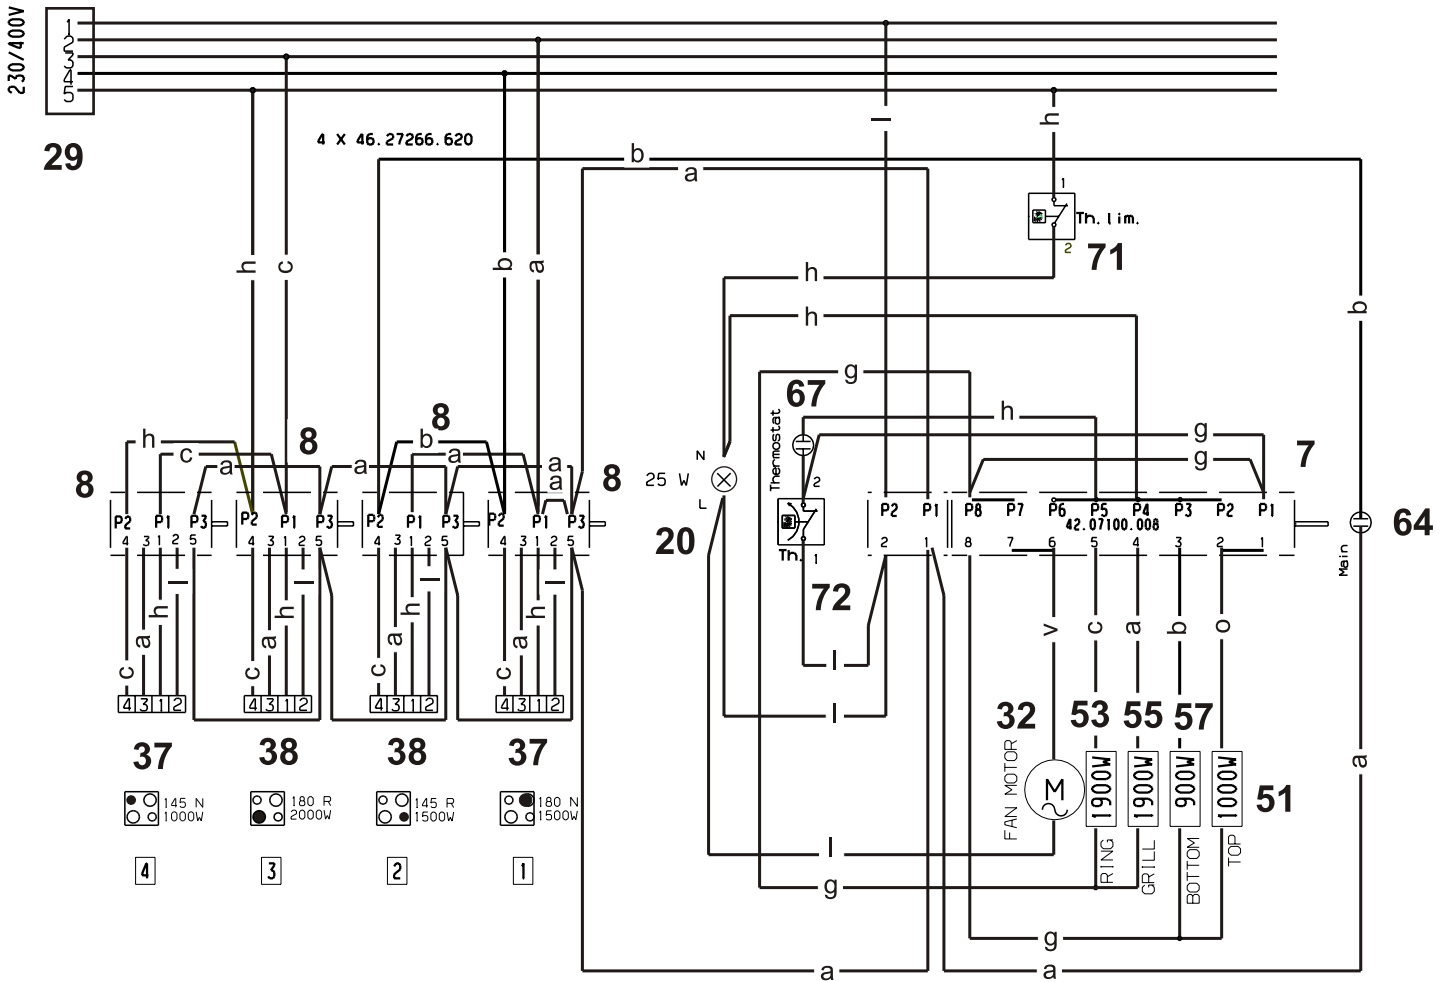 230/400V
1
2
3
4
5
29
4 X 46.27266.620
b
a
l
h
1
Th. lim.
2
71
h
c
b
a
h
b
h
g
67
h
Thermostat
g
g
7
8
h
c
a
8
a
8
b
a
a
a
8
N
25 W
L
20
2
Th.
1
72
P2 P1 P3
4 3 1 2 5
P2 P1 P3
4 3 1 2 5
P2 P1 P3
4 3 1 2 5
P2 P1 P3
4 3 1 2 5
P2 P1
2 1
P8 P7 P6 P5 P4 P3 P2 P1
42.07100.008
8 7 6 5 4 3 2 1
64
Main
c a h l
c a h l
c a h l
c a h l
v c a b o
l
l
4 3 1 2
4 3 1 2
4 3 1 2
4 3 1 2
37
38
38
37
32
53
55
57
51
a
145 N
1000W
180 R
2000W
145 R
1500W
180 N
1500W
FAN MOTOR
M
1900W
1900W
900W
1000W
RING
GRILL
BOTTOM
TOP
4
3
2
1
l
g
g
a
a